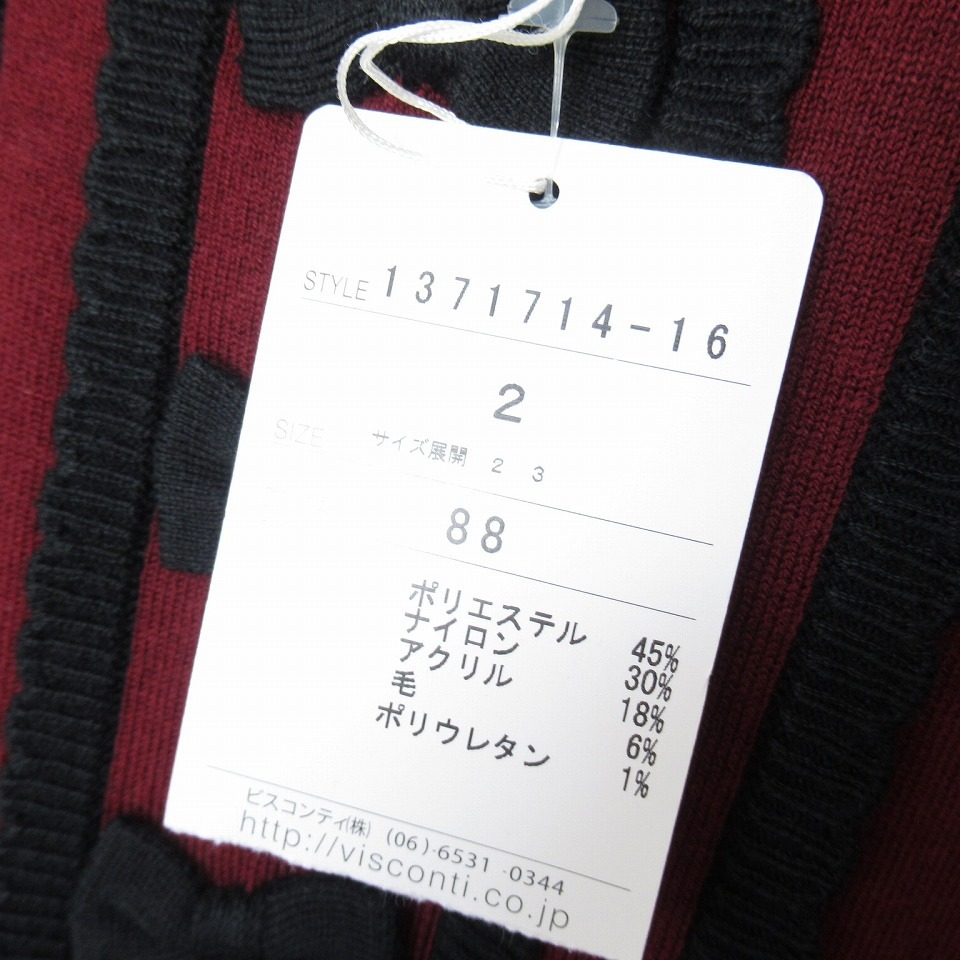 STYLE 1371714-16
2
SIZE サイズ展開 2 3
88
ポリエステル 45%
ナイロン 30%
アクリル 18%
毛 6%
ポリウレタン 1%
ビスコンティ(株) (06)-6531-0344
http://visconti.co.jp